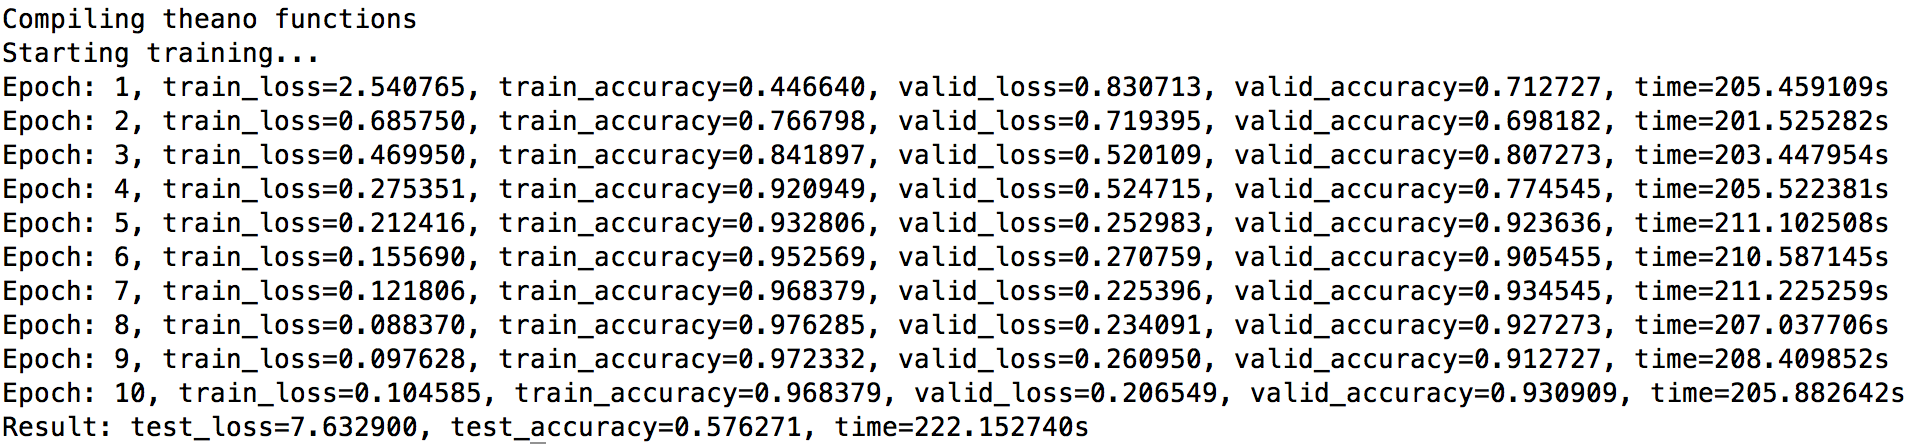 Compiling theano functions
Starting training...
Epoch: 1, train_loss=2.540765, train_accuracy=0.446640, valid_loss=0.830713, valid_accuracy=0.712727, time=205.459109s
Epoch: 2, train_loss=0.685750, train_accuracy=0.766798, valid_loss=0.719395, valid_accuracy=0.698182, time=201.525282s
Epoch: 3, train_loss=0.469950, train_accuracy=0.841897, valid_loss=0.520109, valid_accuracy=0.807273, time=203.447954s
Epoch: 4, train_loss=0.275351, train_accuracy=0.920949, valid_loss=0.524715, valid_accuracy=0.774545, time=205.522381s
Epoch: 5, train_loss=0.212416, train_accuracy=0.932806, valid_loss=0.252983, valid_accuracy=0.923636, time=211.102508s
Epoch: 6, train_loss=0.155690, train_accuracy=0.952569, valid_loss=0.270759, valid_accuracy=0.905455, time=210.587145s
Epoch: 7, train_loss=0.121806, train_accuracy=0.968379, valid_loss=0.225396, valid_accuracy=0.934545, time=211.225259s
Epoch: 8, train_loss=0.088370, train_accuracy=0.976285, valid_loss=0.234091, valid_accuracy=0.927273, time=207.037706s
Epoch: 9, train_loss=0.097628, train_accuracy=0.972332, valid_loss=0.260950, valid_accuracy=0.912727, time=208.409852s
Epoch: 10, train_loss=0.104585, train_accuracy=0.968379, valid_loss=0.206549, valid_accuracy=0.930909, time=205.882642s
Result: test_loss=7.632900, test_accuracy=0.576271, time=222.152740s